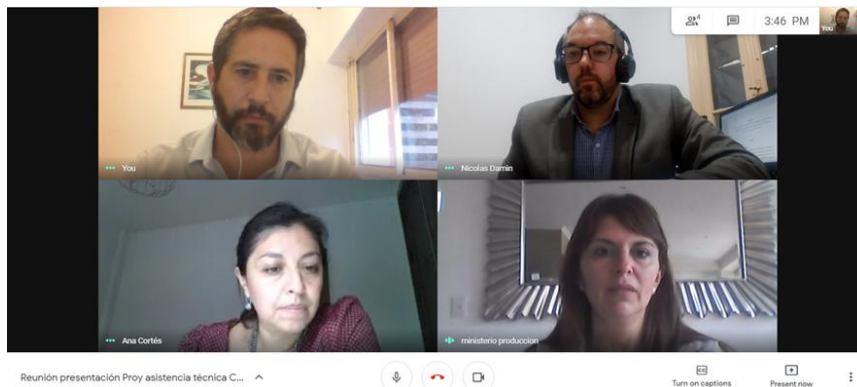 4
3:46 PM
You
You
Nicolas Damin
Ana Cortés
ministerio produccion
Reunión presentación Proy asistencia técnica C...
Turn on captions
Present now